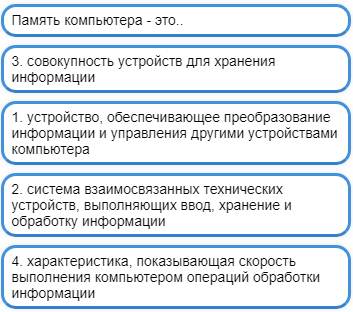 Память компьютера - это..
3. совокупность устройств для хранения
информации
1. устройство, обеспечивающее преобразование
информации и управления другими устройствами
компьютера
2. система взаимосвязанных технических
устройств, выполняющих ввод, хранение и
обработку информации
4. характеристика, показывающая скорость
выполнения компьютером операций обработки
информации